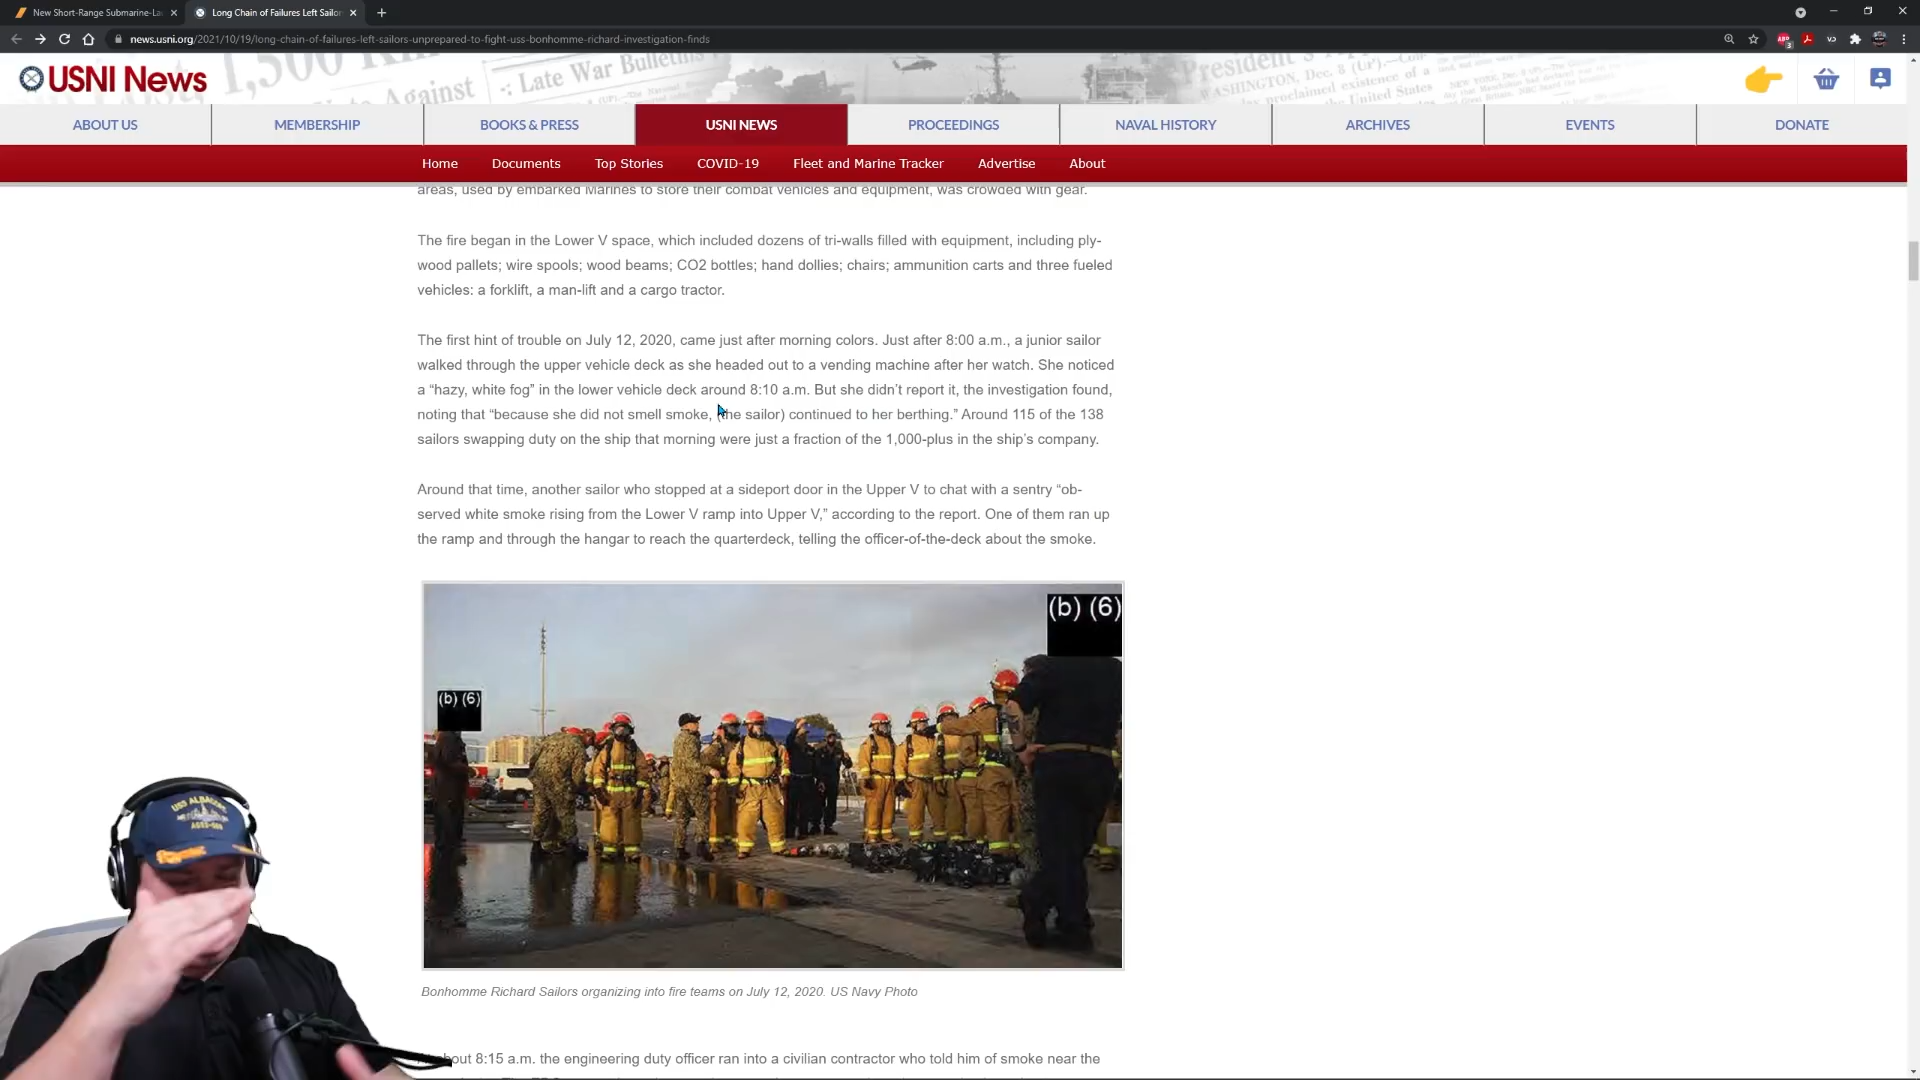 New Short-Range Submarine-La
Long Chain of Failures Left Sailor
news.usni.org/2021/10/19/long-chain-of-failures-left-sailors-unprepared-to-fight-uss-bonhomme-richard-investigation-finds
USNI News
Late War Bulletins
ABOUT US
MEMBERSHIP
BOOKS & PRESS
USNI NEWS
PROCEEDINGS
NAVAL HISTORY
ARCHIVES
EVENTS
DONATE
Home
Documents
Top Stories
COVID-19
Fleet and Marine Tracker
Advertise
About
areas, used by embarked Marines to store their combat vehicles and equipment, was crowded with gear.
The fire began in the Lower V space, which included dozens of tri-walls filled with equipment, including ply-
wood pallets; wire spools; wood beams; CO2 bottles; hand dollies; chairs; ammunition carts and three fueled
vehicles: a forklift, a man-lift and a cargo tractor.
The first hint of trouble on July 12, 2020, came just after morning colors. Just after 8:00 a.m., a junior sailor
walked through the upper vehicle deck as she headed out to a vending machine after her watch. She noticed
a “hazy, white fog” in the lower vehicle deck around 8:10 a.m. But she didn’t report it, the investigation found,
noting that “because she did not smell smoke, (the sailor) continued to her berthing.” Around 115 of the 138
sailors swapping duty on the ship that morning were just a fraction of the 1,000-plus in the ship’s company.
Around that time, another sailor who stopped at a sideport door in the Upper V to chat with a sentry “ob-
served white smoke rising from the Lower V ramp into Upper V,” according to the report. One of them ran up
the ramp and through the hangar to reach the quarterdeck, telling the officer-of-the-deck about the smoke.
(b) (6)
(b) (6)
USS ALBACORE
AGSS-569
Bonhomme Richard Sailors organizing into fire teams on July 12, 2020. US Navy Photo
about 8:15 a.m. the engineering duty officer ran into a civilian contractor who told him of smoke near the